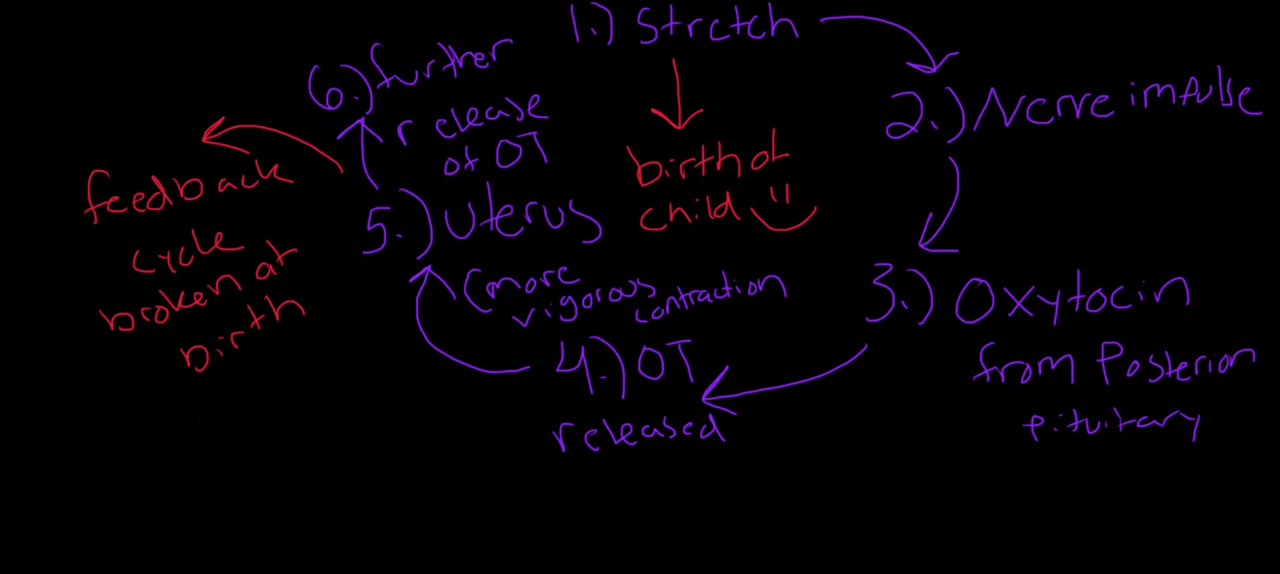 1.) Stretch
2.) Nerve impulse
3.) Oxytocin
from Posterior
pituitary
4.) OT
released
5.) Uterus
(more
vigorous
contraction
6.) further
release
of OT
birth of
child
feedback
cycle
broken at
birth